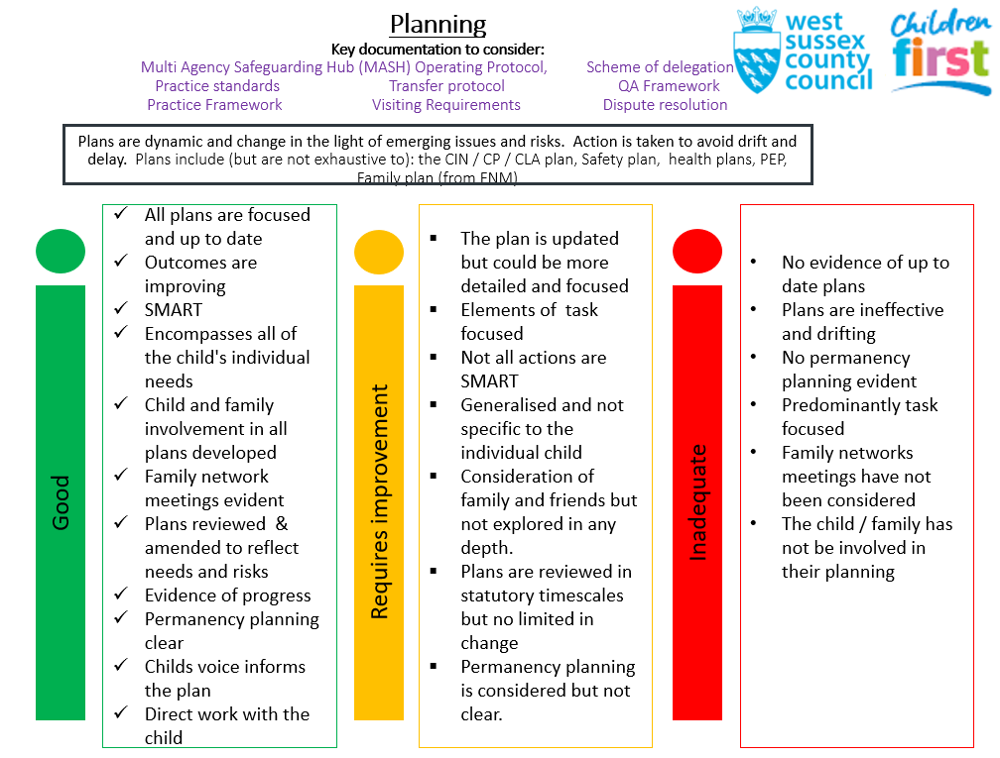 Planning
Key documentation to consider:
Multi Agency Safeguarding Hub (MASH) Operating Protocol, Scheme of delegation
Practice standards Transfer protocol QA Framework
Practice Framework Visiting Requirements Dispute resolution
west
sussex
county
council
Children
first
Plans are dynamic and change in the light of emerging issues and risks. Action is taken to avoid drift and
delay. Plans include (but are not exhaustive to): the CIN / CP / CLA plan, Safety plan, health plans, PEP,
Family plan (from FNM)
Good
✓ All plans are focused
and up to date
✓ Outcomes are
improving
✓ SMART
✓ Encompasses all of
the child's individual
needs
✓ Child and family
involvement in all
plans developed
✓ Family network
meetings evident
✓ Plans reviewed &
amended to reflect
needs and risks
✓ Evidence of progress
✓ Permanency planning
clear
✓ Childs voice informs
the plan
✓ Direct work with the
child
Requires improvement
▪ The plan is updated
but could be more
detailed and focused
▪ Elements of task
focused
▪ Not all actions are
SMART
▪ Generalised and not
specific to the
individual child
▪ Consideration of
family and friends but
not explored in any
depth.
▪ Plans are reviewed in
statutory timescales
but no limited in
change
▪ Permanency planning
is considered but not
clear.
Inadequate
• No evidence of up to
date plans
• Plans are ineffective
and drifting
• No permanency
planning evident
• Predominantly task
focused
• Family networks
meetings have not
been considered
• The child / family has
not be involved in
their planning